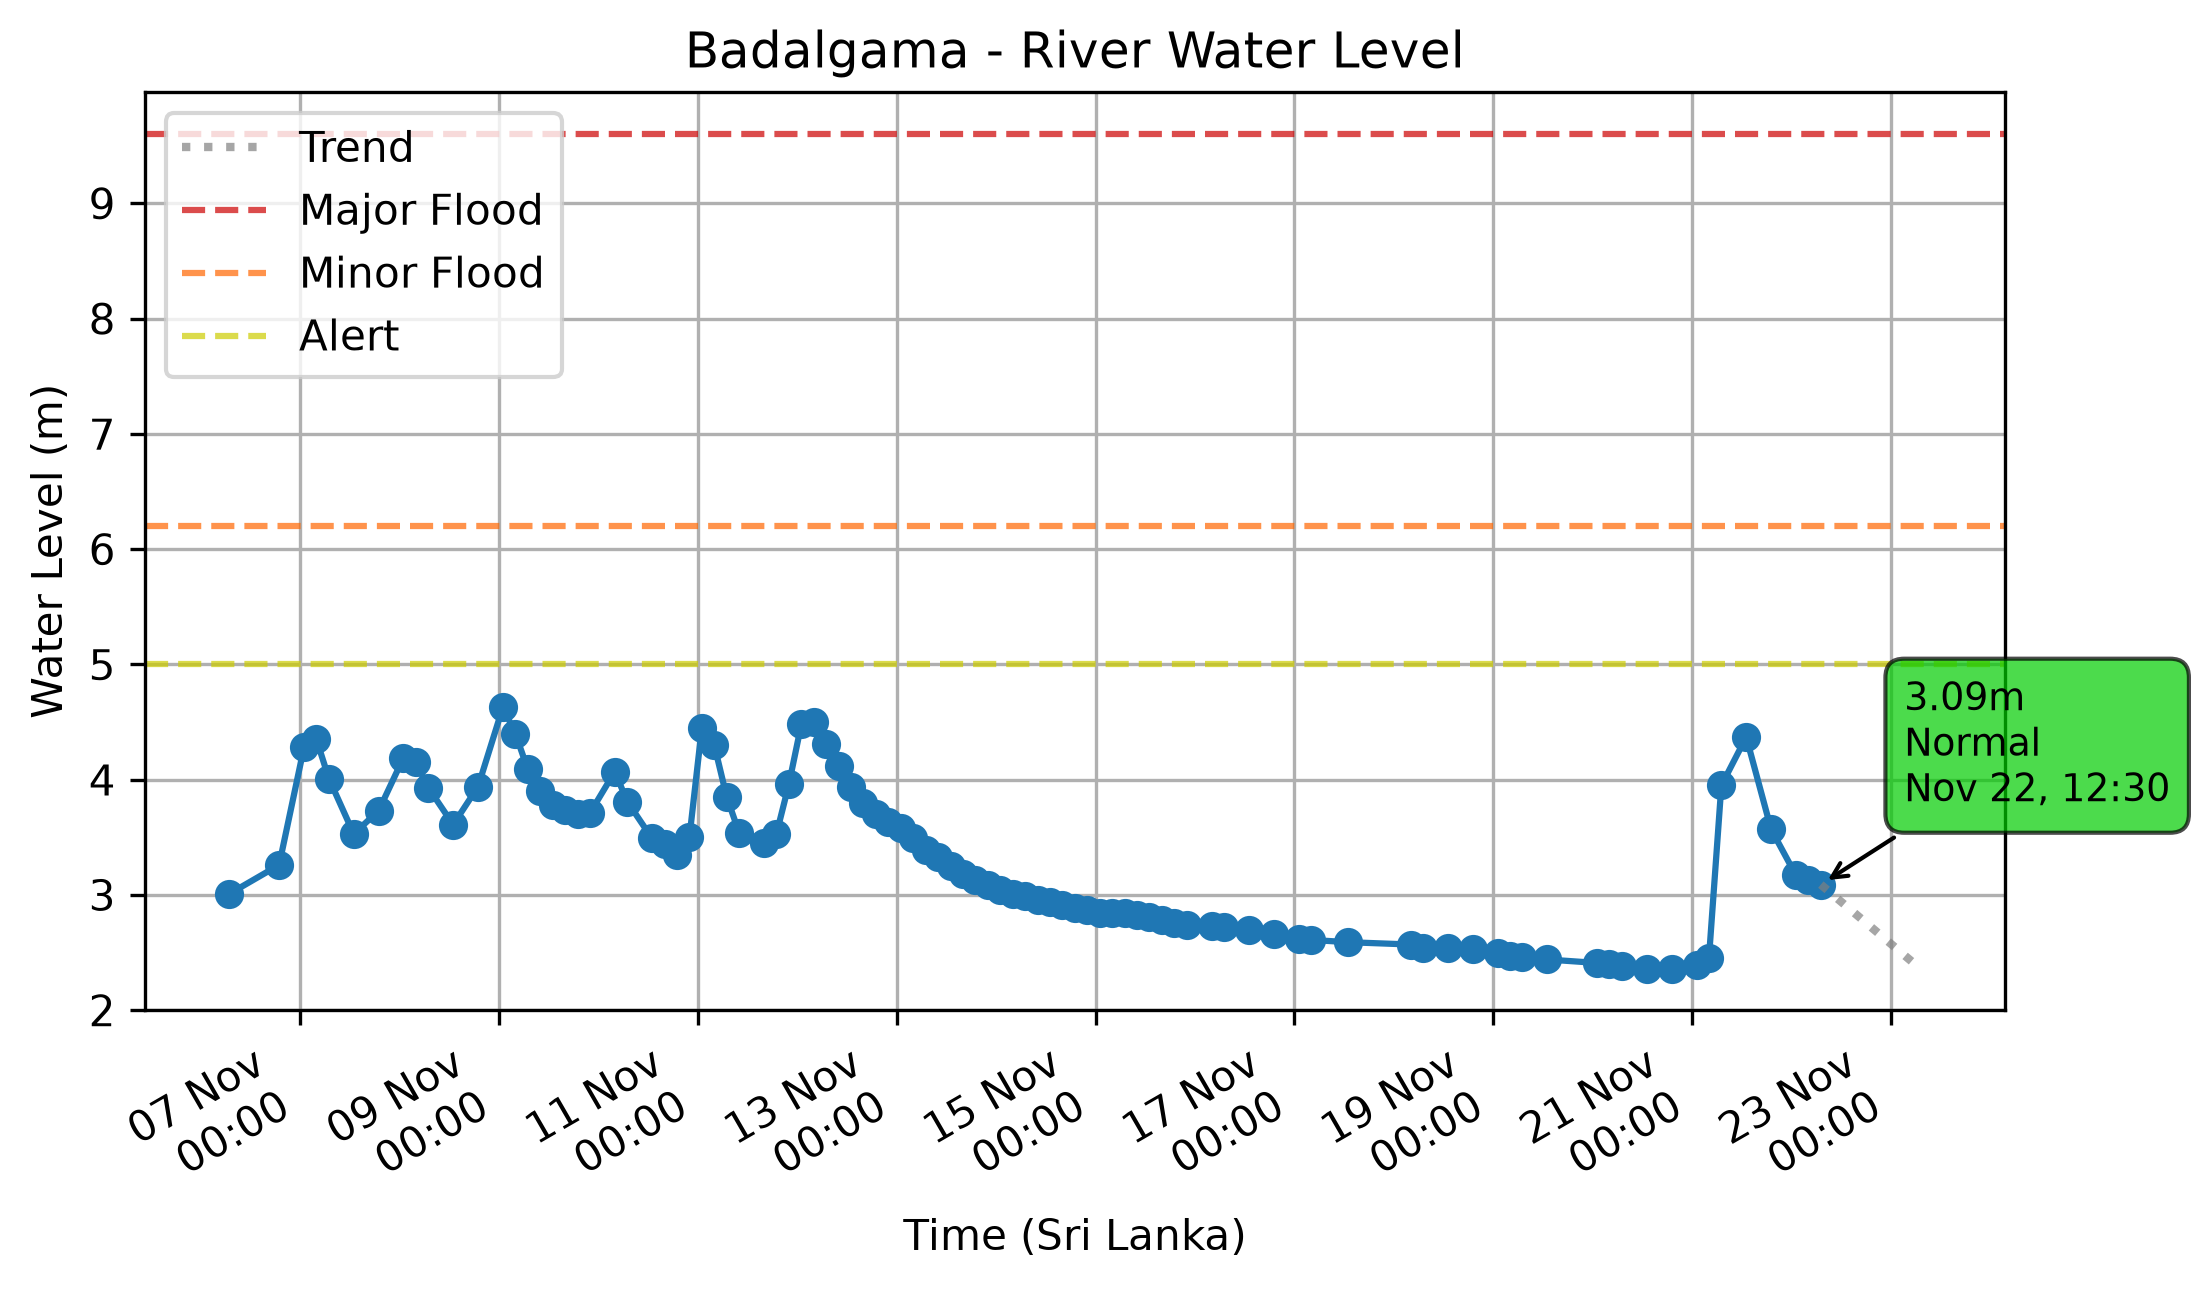 Badalgama - River Water Level
Trend
Major Flood
Minor Flood
Alert
Water Level (m)
9
8
7
6
5
4
3
2
3.09m
Normal
Nov 22, 12:30
07 Nov
00:00
09 Nov
00:00
11 Nov
00:00
13 Nov
00:00
15 Nov
00:00
17 Nov
00:00
19 Nov
00:00
21 Nov
00:00
23 Nov
00:00
Time (Sri Lanka)